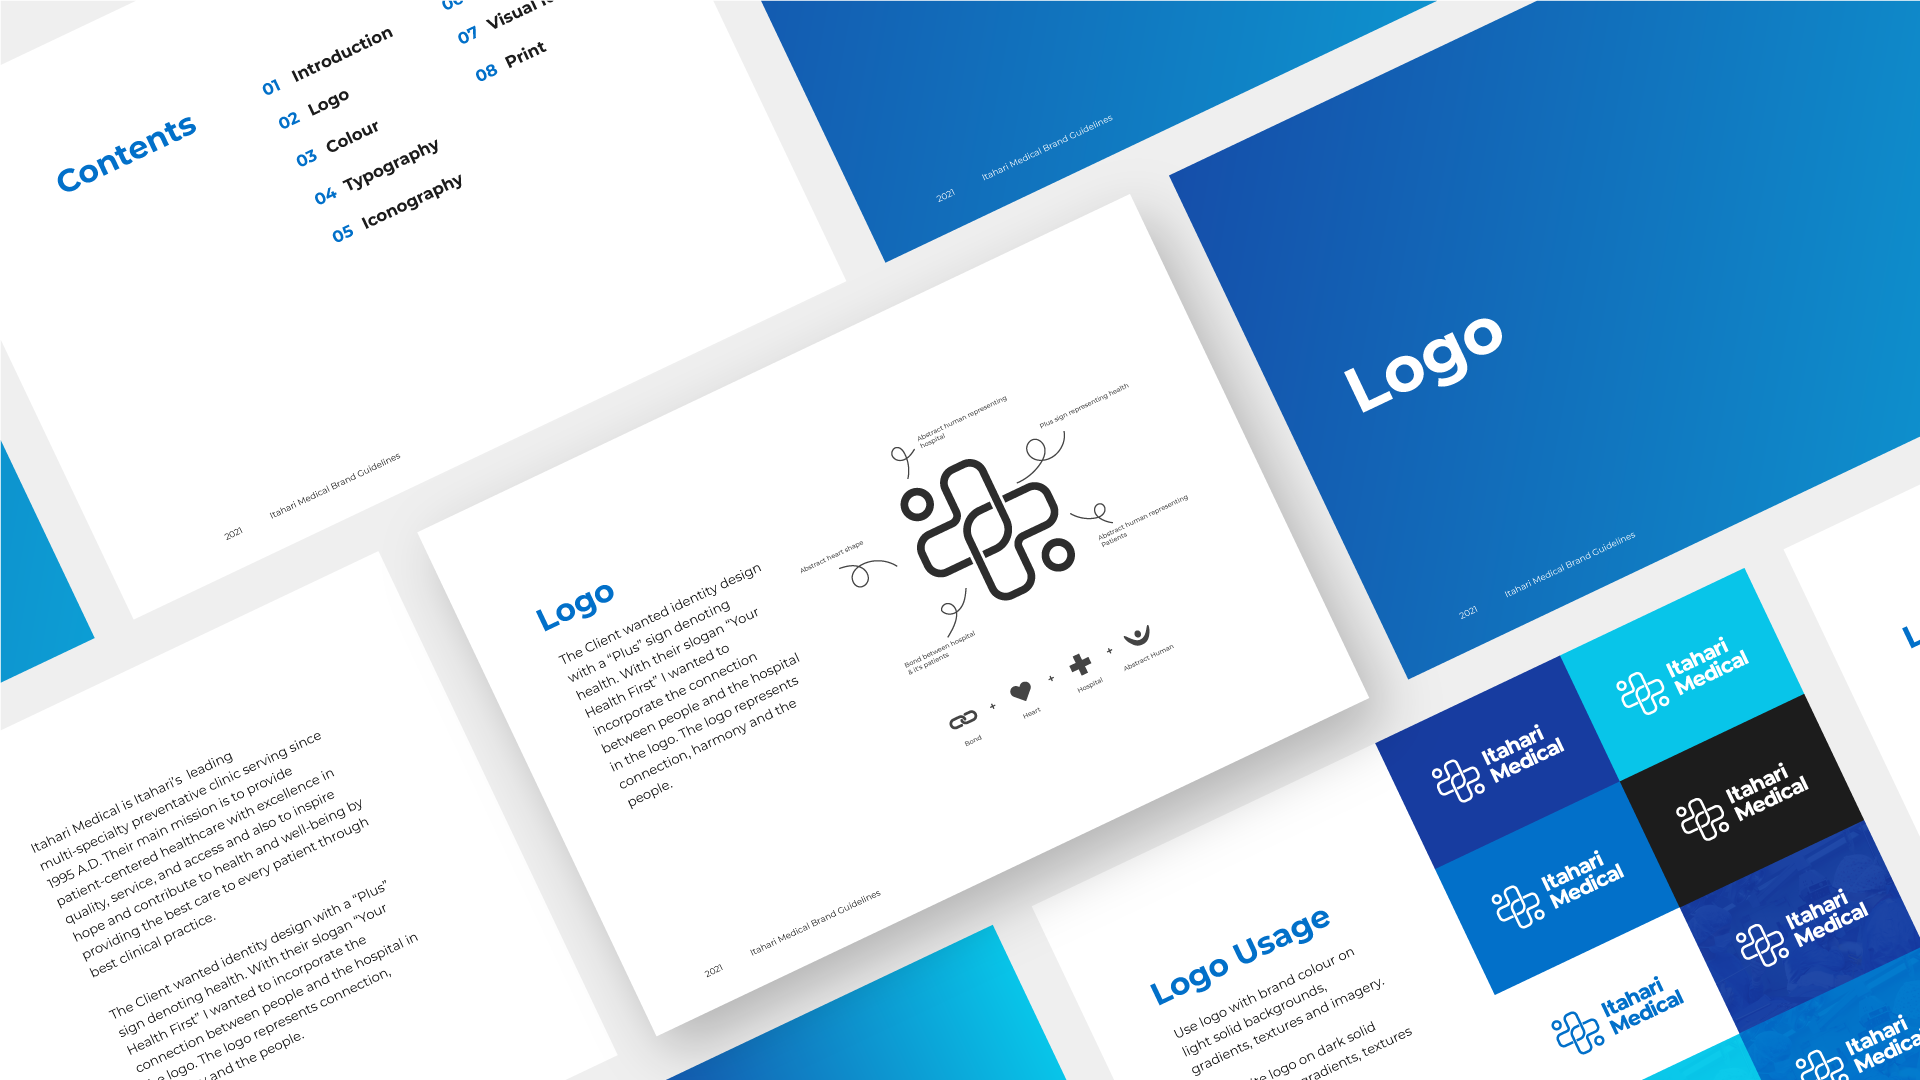 Contents
01 Introduction
02 Logo
03 Colour
04 Typography
05 Iconography
07 Visual
08 Print
2021 Itahari Medical Brand Guidelines
2021 Itahari Medical Brand Guidelines
Logo
2021 Itahari Medical Brand Guidelines
Itahari Medical is Itahari's leading
multi-specialty preventative clinic serving since
1995 A.D. Their main mission is to provide
patient-centered healthcare with excellence in
quality, service, and access and also to inspire
hope and contribute to health and well-being by
providing the best care to every patient through
best clinical practice.
The Client wanted identity design with a “Plus”
sign denoting health. With their slogan “Your
Health First” I wanted to incorporate the
connection between people and the hospital in
logo. The logo represents connection,
and the people.
Logo
The Client wanted identity design
with a “Plus” sign denoting
health. With their slogan “Your
Health First” I wanted to
incorporate the connection
between people and the hospital
in the logo. The logo represents
connection, harmony and the
people.
Abstract human representing
hospital
Plus sign representing health
Abstract heart shape
Abstract human representing
Patients
Bond between hospital
& it's patients
Bond
+
Heart
+
Hospital
+
Abstract Human
2021 Itahari Medical Brand Guidelines
Logo Usage
Use logo with brand colour on
light solid backgrounds,
gradients, textures and imagery.
logo on dark solid
gradients, textures
Itahari
Medical
Itahari
Medical
Itahari
Medical
Itahari
Medical
Itahari
Medical
Itahari
Medical
Itahari
Medical